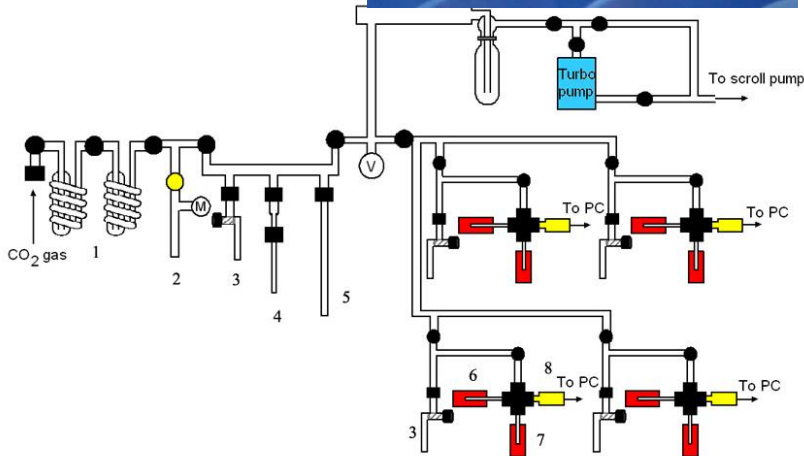 Turbo
pump
To scroll pump
V
M
CO2 gas
1
2
3
4
5
To PC
To PC
6
8
To PC
To PC
3
7